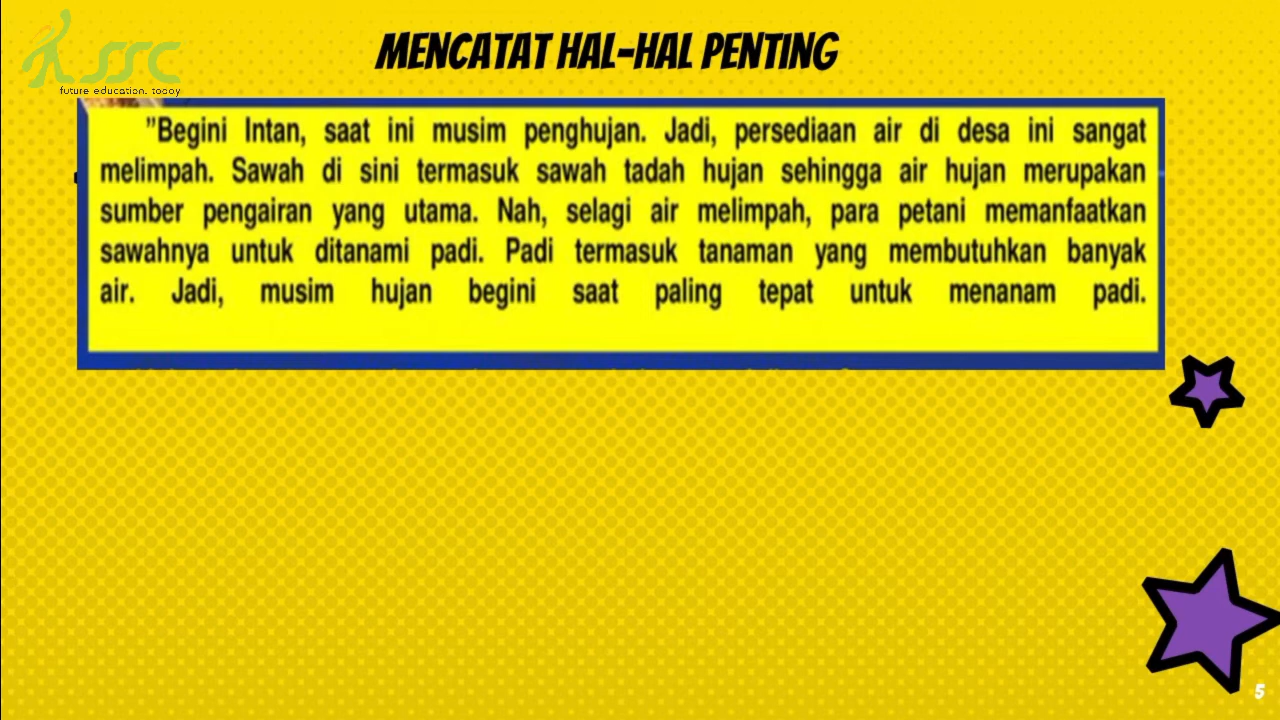 SSC
future education. today
MENCATAT HAL-HAL PENTING
"Begini Intan, saat ini musim penghujan. Jadi, persediaan air di desa ini sangat
melimpah. Sawah di sini termasuk sawah tadah hujan sehingga air hujan merupakan
sumber pengairan yang utama. Nah, selagi air melimpah, para petani memanfaatkan
sawahnya untuk ditanami padi. Padi termasuk tanaman yang membutuhkan banyak
air. Jadi, musim hujan begini saat paling tepat untuk menanam padi.
5